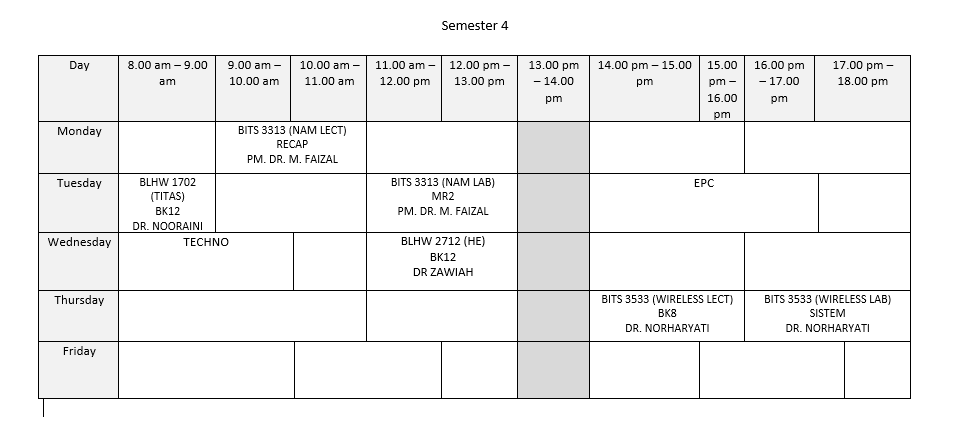 Semester 4
Day
8.00 am – 9.00
am
9.00 am –
10.00 am
10.00 am –
11.00 am
11.00 am –
12.00 pm
12.00 pm –
13.00 pm
13.00 pm
– 14.00
pm
14.00 pm – 15.00
pm
15.00
pm –
16.00
pm
16.00 pm
– 17.00
pm
17.00 pm –
18.00 pm
Monday
BITS 3313 (NAM LECT)
RECAP
PM. DR. M. FAIZAL
Tuesday
BLHW 1702
(TITAS)
BK12
DR. NOORAINI
BITS 3313 (NAM LAB)
MR2
PM. DR. M. FAIZAL
EPC
Wednesday
TECHNO
BLHW 2712 (HE)
BK12
DR ZAWIAH
Thursday
BITS 3533 (WIRELESS LECT)
BK8
DR. NORHARYATI
BITS 3533 (WIRELESS LAB)
SISTEM
DR. NORHARYATI
Friday